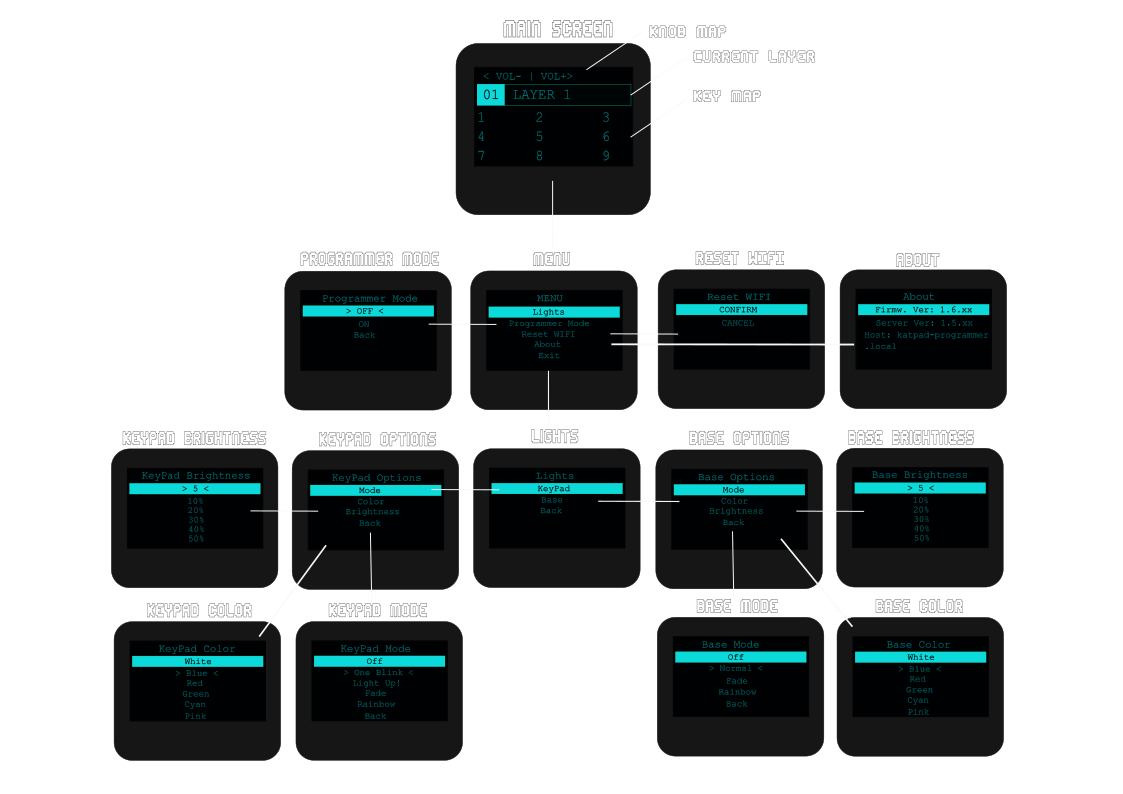 MAIN SCREEN
KNOB MAP
CURRENT LAYER
KEY MAP
< VOL- | VOL+>
01 LAYER 1
1 2 3
4 5 6
7 8 9
PROGRAMMER MODE
Programmer Mode
> OFF <
ON
Back
MENU
MENU
Lights
Programmer Mode
Reset WIFI
About
Exit
RESET WIFI
Reset WIFI
CONFIRM
CANCEL
ABOUT
About
Firmw. Ver: 1.6.xx
Server Ver: 1.5.xx
Host: katpad-programmer
.local
KEYPAD BRIGHTNESS
KeyPad Brightness
> 5 <
10%
20%
30%
40%
50%
KEYPAD OPTIONS
KeyPad Options
Mode
Color
Brightness
Back
LIGHTS
Lights
KeyPad
Base
Back
BASE OPTIONS
Base Options
Mode
Color
Brightness
Back
BASE BRIGHTNESS
Base Brightness
> 5 <
10%
20%
30%
40%
50%
KEYPAD COLOR
KeyPad Color
White
> Blue <
Red
Green
Cyan
Pink
KEYPAD MODE
KeyPad Mode
Off
> One Blink <
Light Up!
Fade
Rainbow
Back
BASE MODE
Base Mode
Off
> Normal <
Fade
Rainbow
Back
BASE COLOR
Base Color
White
> Blue <
Red
Green
Cyan
Pink